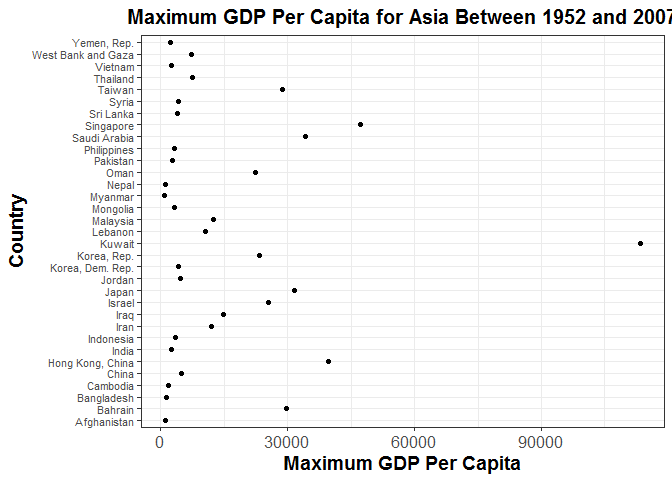 Maximum GDP Per Capita for Asia Between 1952 and 2007
Yemen, Rep.
West Bank and Gaza
Vietnam
Thailand
Taiwan
Syria
Sri Lanka
Singapore
Saudi Arabia
Philippines
Pakistan
Oman
Nepal
Myanmar
Mongolia
Malaysia
Lebanon
Kuwait
Korea, Rep.
Korea, Dem. Rep.
Jordan
Japan
Israel
Iraq
Iran
Indonesia
India
Hong Kong, China
China
Cambodia
Bangladesh
Bahrain
Afghanistan
Country
0 30000 60000 90000
Maximum GDP Per Capita